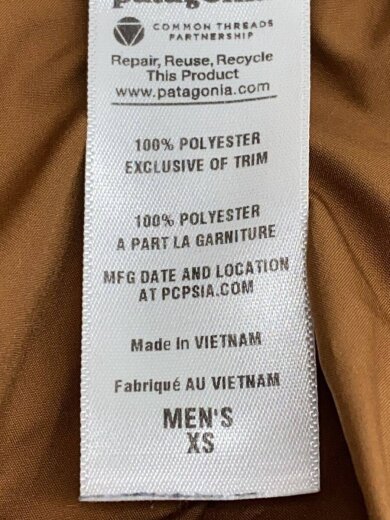 patagonia
COMMON THREADS
PARTNERSHIP
Repair, Reuse, Recycle
This Product
www.patagonia.com
100% POLYESTER
EXCLUSIVE OF TRIM
100% POLYESTER
A PART LA GARNITURE
MFG DATE AND LOCATION
AT PCPSIA.COM
Made In VIETNAM
Fabriqué AU VIETNAM
MEN'S
XS